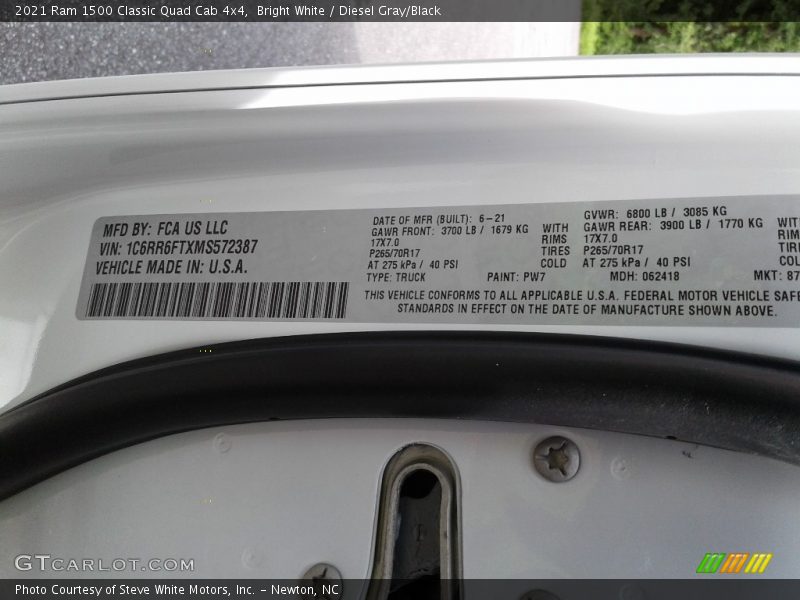 2021 Ram 1500 Classic Quad Cab 4x4,  Bright White / Diesel Gray/Black
MFD BY: FCA US LLC
VIN: 1C6RR6FTXMS572387
VEHICLE MADE IN: U.S.A.
DATE OF MFR (BUILT): 6-21
GAWR FRONT: 3700 LB / 1679 KG
17X7.0
P265/70R17
AT 275 kPa / 40 PSI
TYPE: TRUCK
WITH
RIMS
TIRES
COLD
PAINT: PW7
GVWR: 6800 LB / 3085 KG
GAWR REAR: 3900 LB / 1770 KG
17X7.0
P265/70R17
AT 275 kPa / 40 PSI
MDH: 062418
MKT: 87
THIS VEHICLE CONFORMS TO ALL APPLICABLE U.S.A. FEDERAL MOTOR VEHICLE
STANDARDS IN EFFECT ON THE DATE OF MANUFACTURE SHOWN ABOVE.
GTCARLOT.COM
Photo Courtesy of Steve White Motors, Inc. - Newton, NC